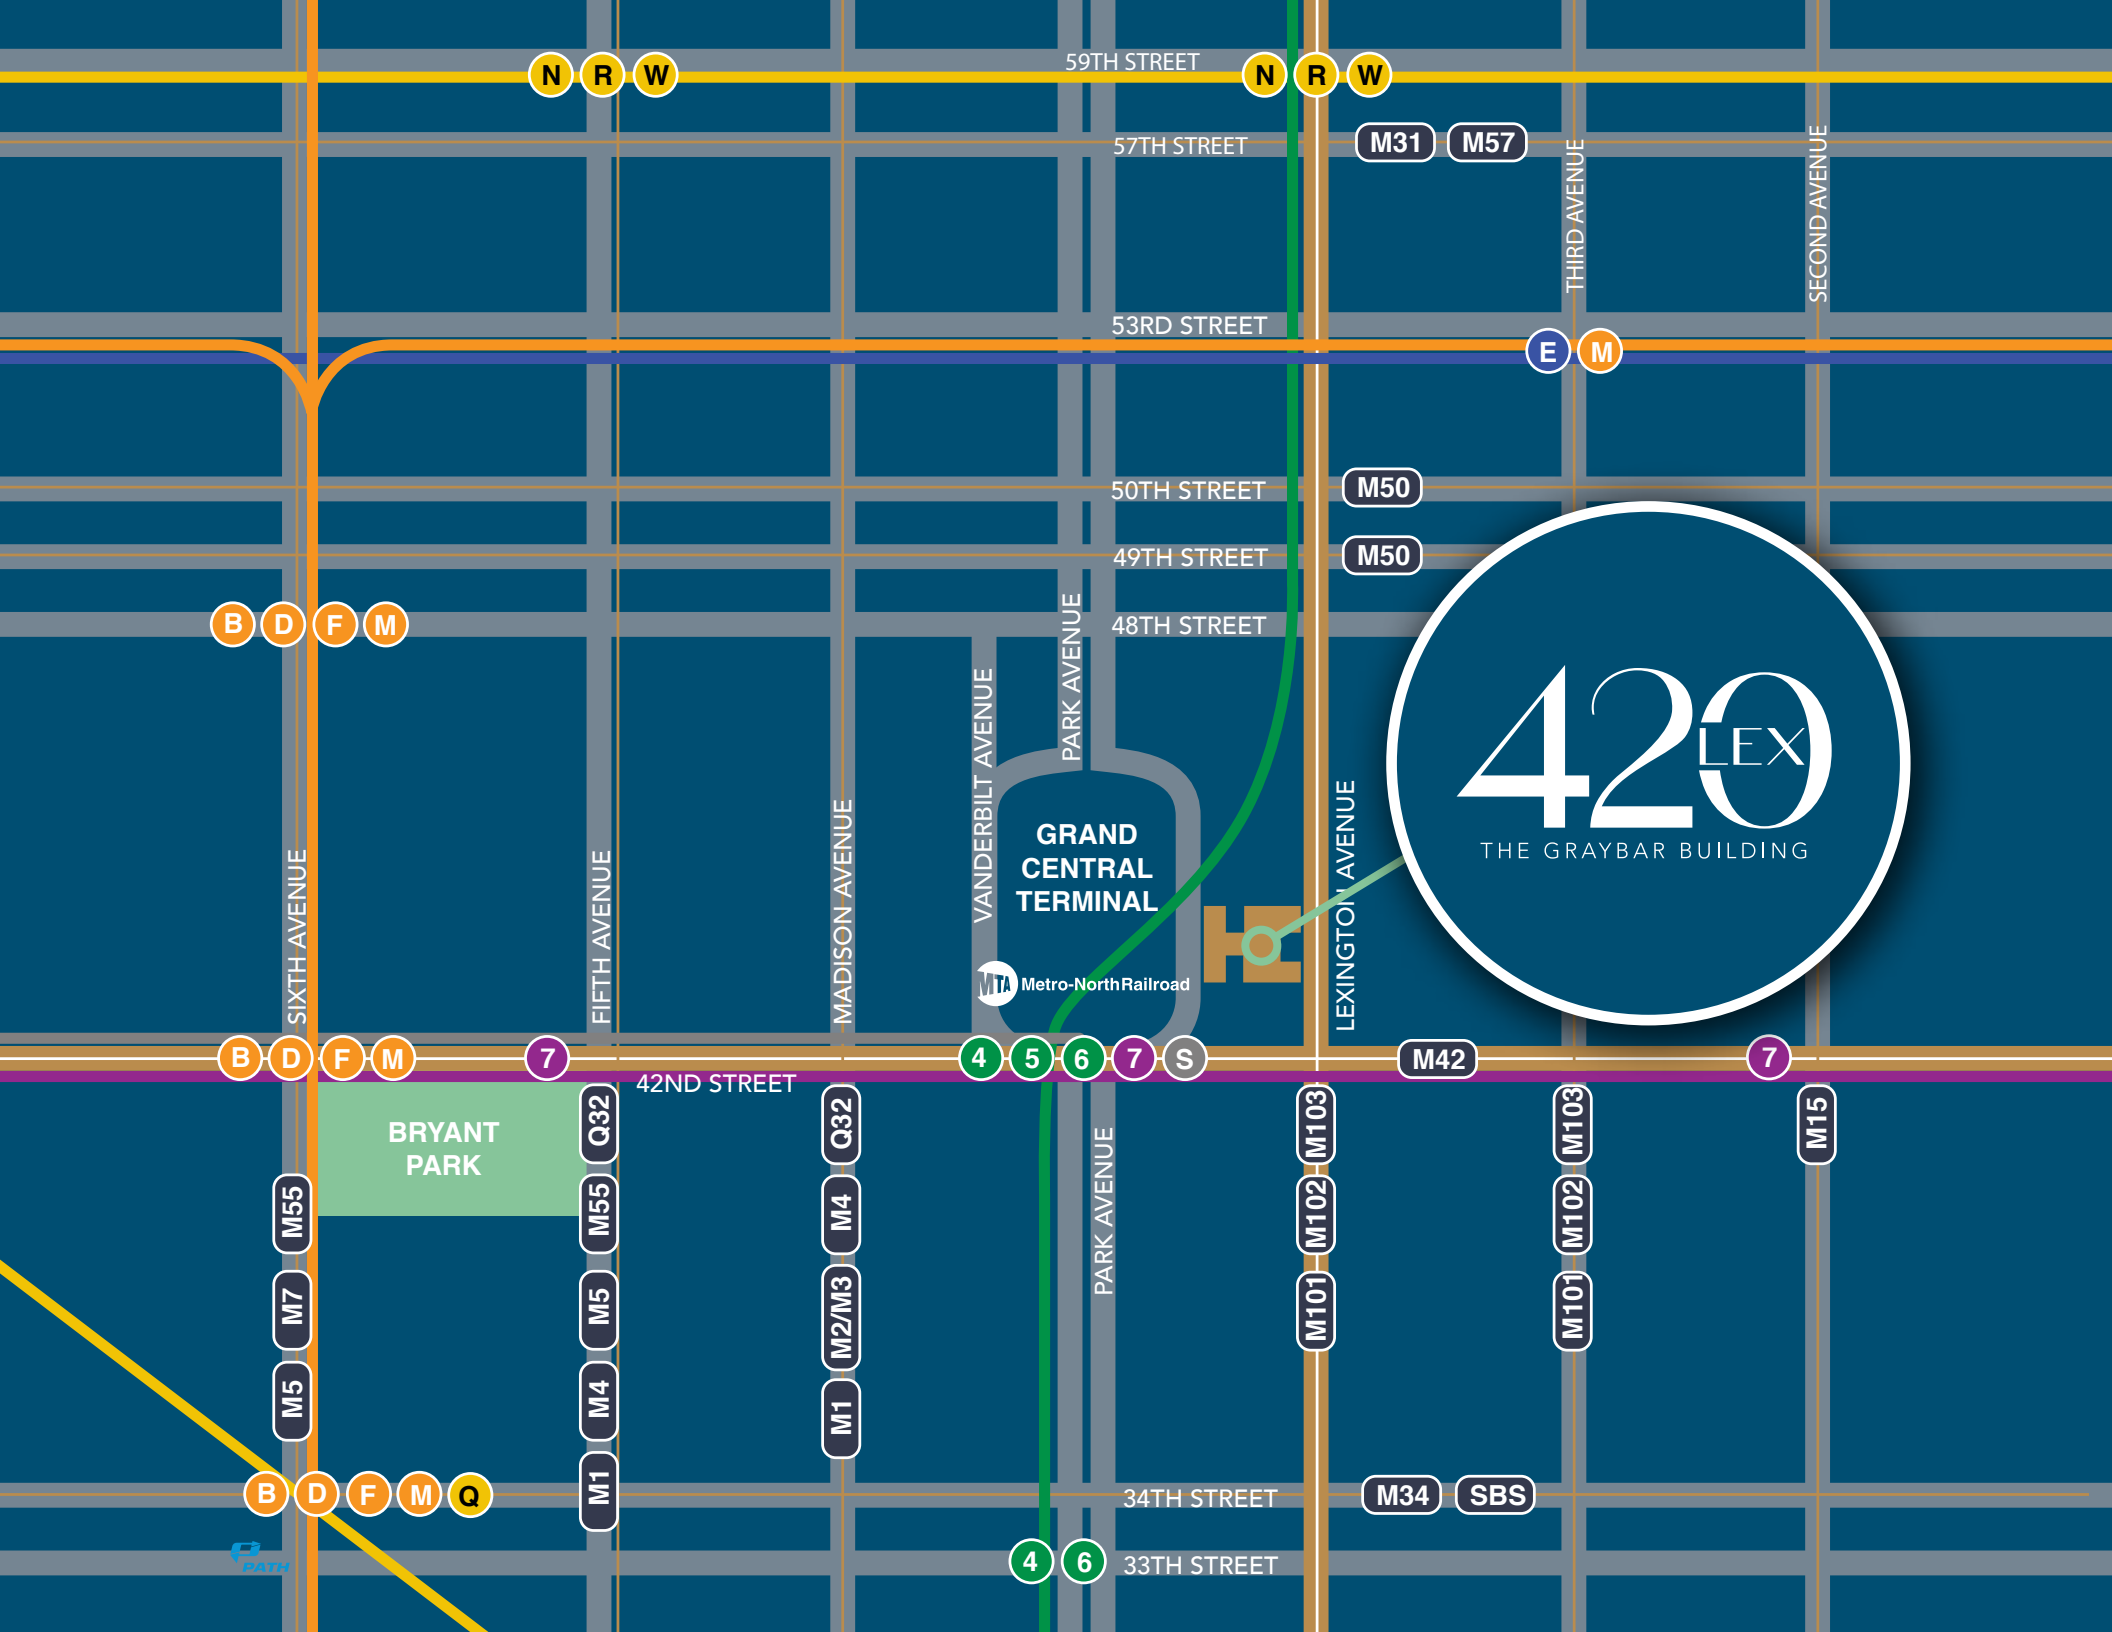 59TH STREET
N R W
N R W
57TH STREET
M31 M57
THIRD AVENUE
SECOND AVENUE
53RD STREET
E M
50TH STREET
M50
49TH STREET
M50
48TH STREET
B D F M
PARK AVENUE
VANDERBILT AVENUE
420
LEX
THE GRAYBAR BUILDING
GRAND
CENTRAL
TERMINAL
MTA Metro-North Railroad
SIXTH AVENUE
FIFTH AVENUE
MADISON AVENUE
LEXINGTON AVENUE
B D F M
7
4 5 6 7 S
M42
7
42ND STREET
BRYANT
PARK
M55
M7
M5
Q32
M55
M5
M4
M1
Q32
M4
M2/M3
M1
PARK AVENUE
M103
M102
M101
M103
M102
M101
M15
B D F M Q
34TH STREET
M34 SBS
PATH
4 6
33TH STREET